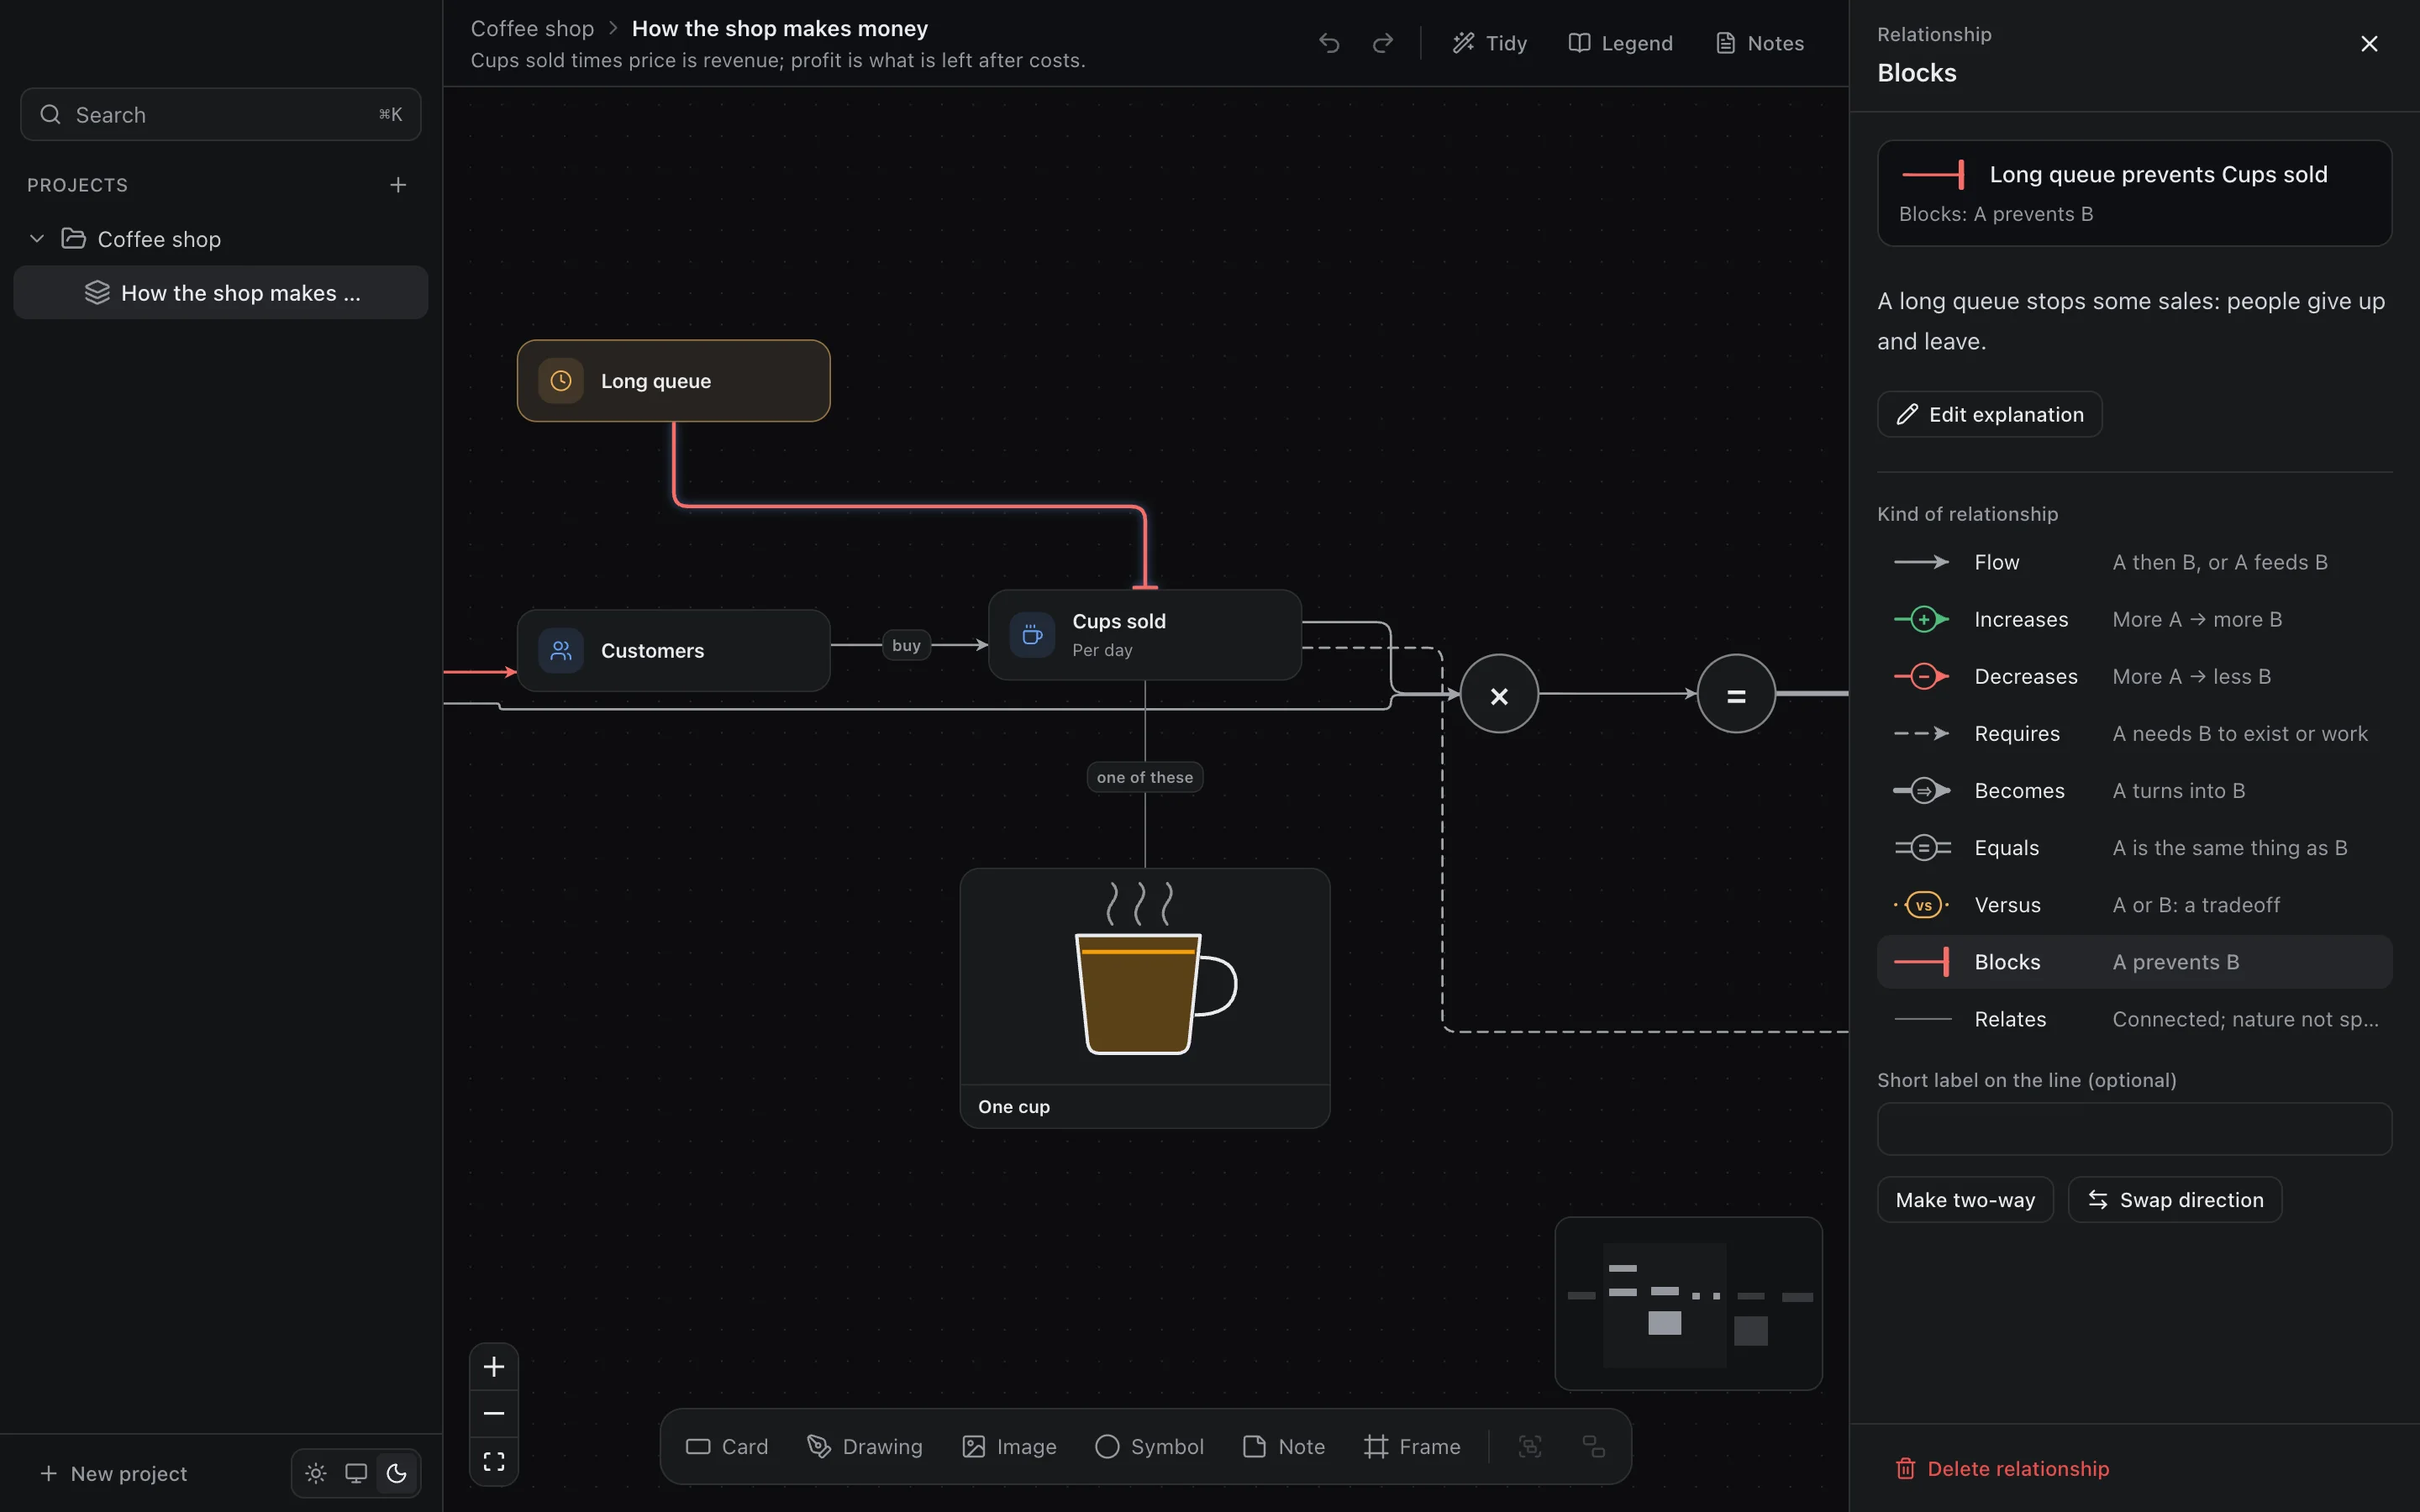 Coffee shop > How the shop makes money
Cups sold times price is revenue; profit is what is left after costs.
Tidy
Legend
Notes
Search ⌘K
PROJECTS
Coffee shop
How the shop makes ...
New project
Long queue
Customers
buy
Cups sold
Per day
×
=
one of these
One cup
Card
Drawing
Image
Symbol
Note
Frame
Relationship
Blocks
Long queue prevents Cups sold
Blocks: A prevents B
A long queue stops some sales: people give up
and leave.
Edit explanation
Kind of relationship
Flow A then B, or A feeds B
Increases More A → more B
Decreases More A → less B
Requires A needs B to exist or work
Becomes A turns into B
Equals A is the same thing as B
vs Versus A or B: a tradeoff
Blocks A prevents B
Relates Connected; nature not sp...
Short label on the line (optional)
Make two-way
Swap direction
Delete relationship